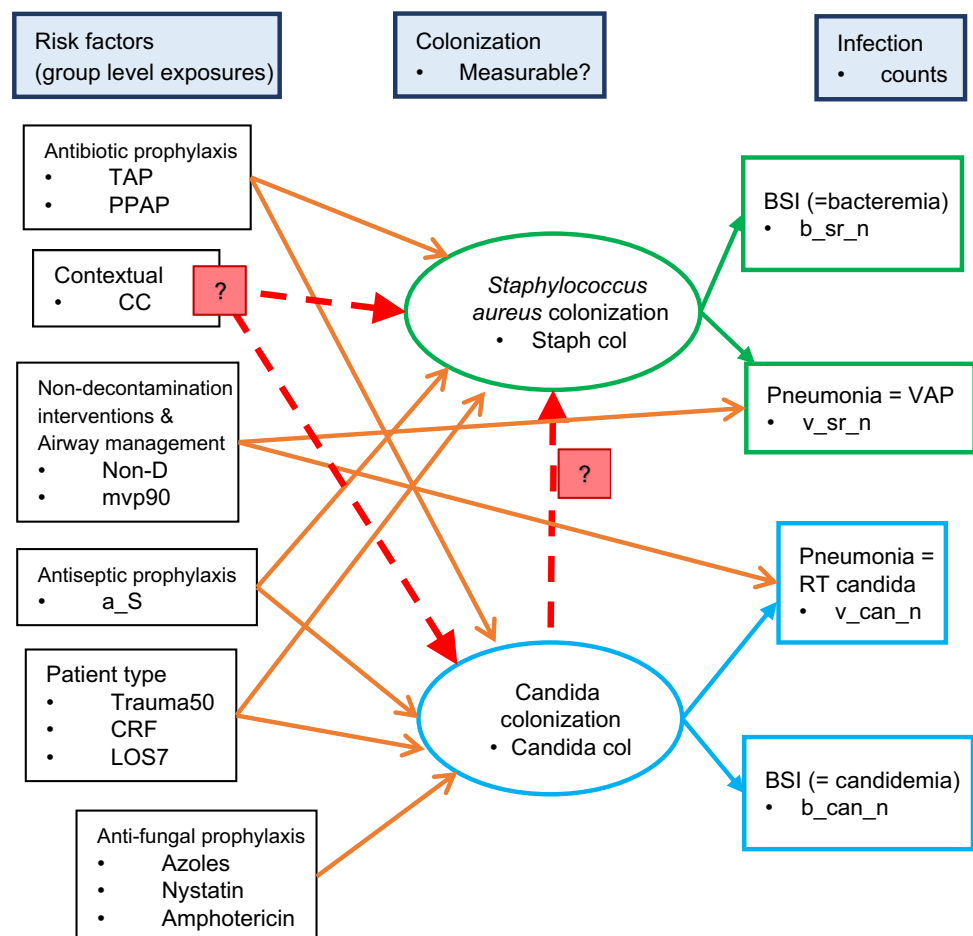 Risk factors
(group level exposures)
Colonization
• Measurable?
Infection
• counts
Antibiotic prophylaxis
• TAP
• PPAP
Contextual
• CC
?
Non-decontamination
interventions &
Airway management
• Non-D
• mvp90
Antiseptic prophylaxis
• a_S
Patient type
• Trauma50
• CRF
• LOS7
Anti-fungal prophylaxis
• Azoles
• Nystatin
• Amphotericin
Staphylococcus
aureus colonization
• Staph col
?
Candida
colonization
• Candida col
BSI (=bacteremia)
• b_sr_n
Pneumonia = VAP
• v_sr_n
Pneumonia =
RT candida
• v_can_n
BSI (= candidemia)
• b_can_n